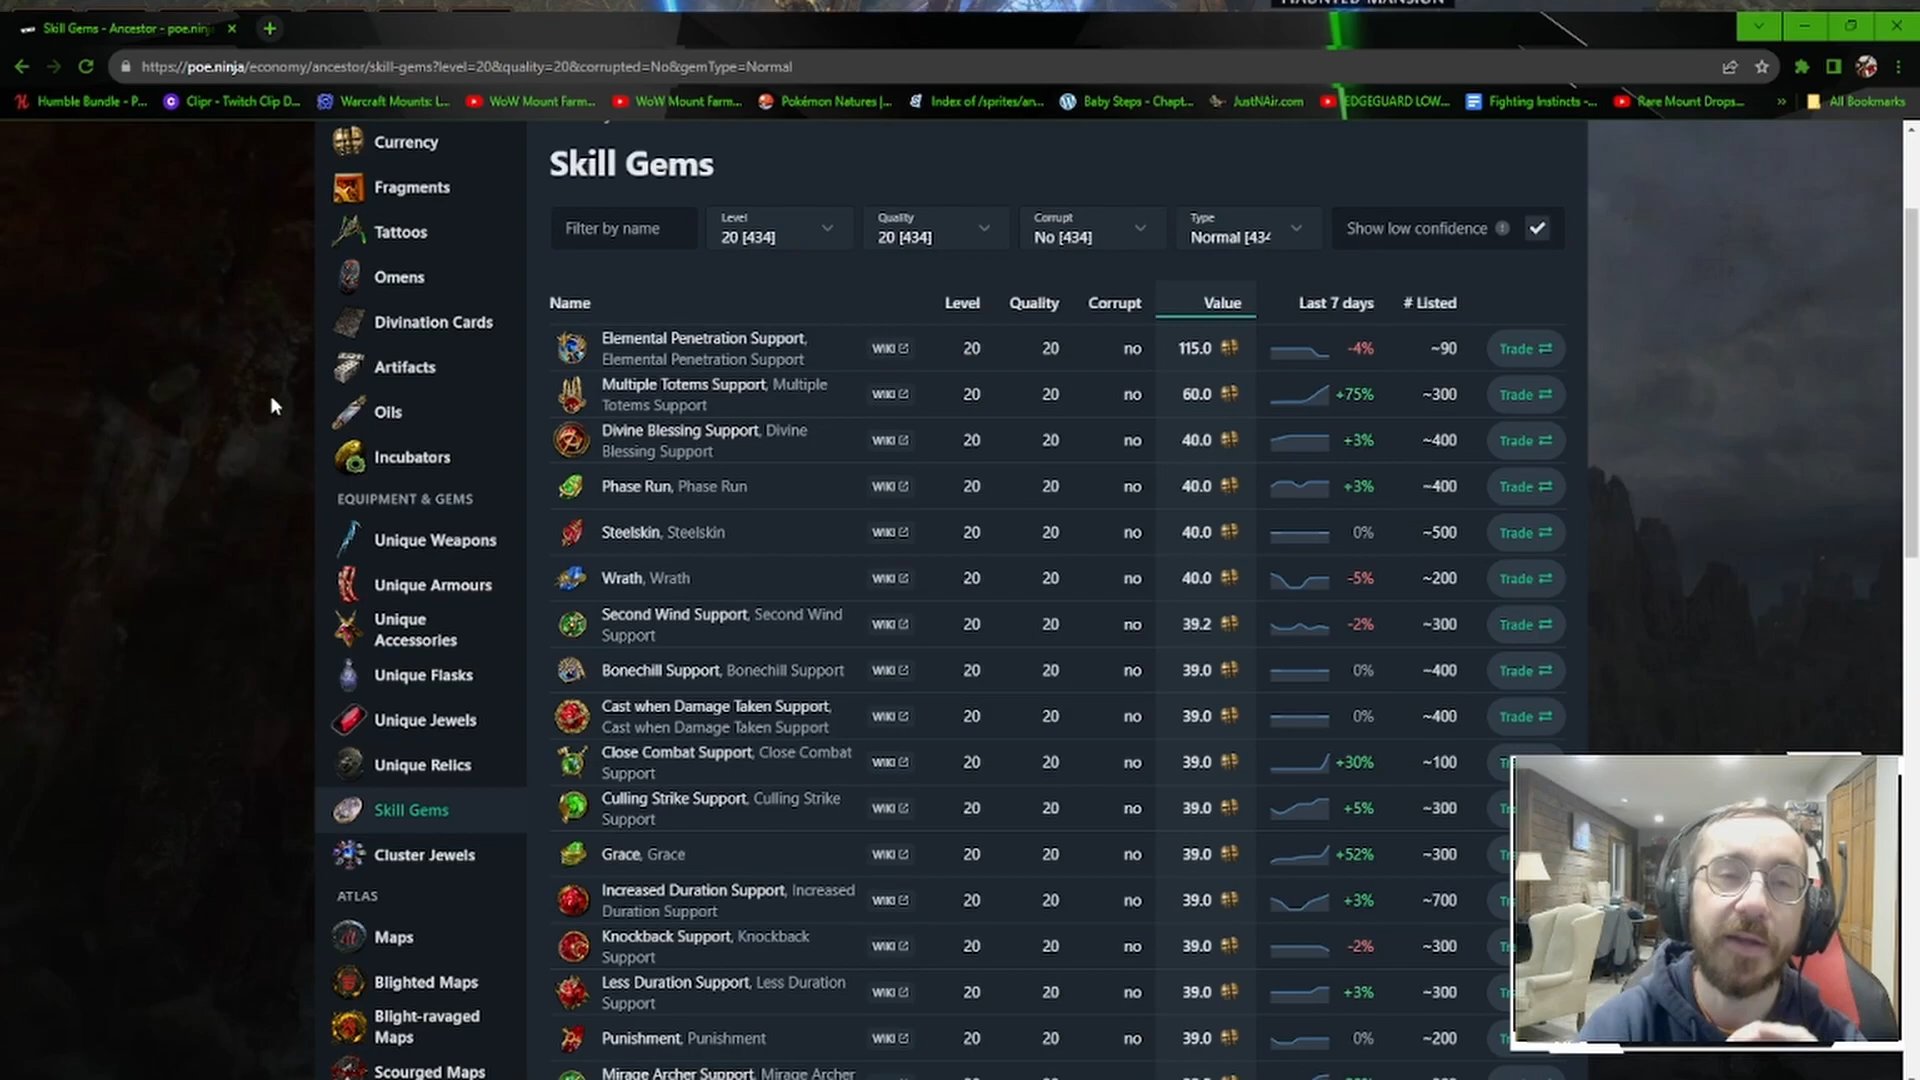 HAUNTED MANSION
Skill Gems - Ancestor - poe.ninj
https://poe.ninja/economy/ancestor/skill-gems?level=20&quality=20&corrupted=No&gemType=Normal
Humble Bundle - P... Clipr - Twitch Clip D... Warcraft Mounts: L... WoW Mount Farm... WoW Mount Farm... Pokémon Natures |... Index of /sprites/an... Baby Steps - Chapt... JustNAir.com EDGEGUARD LOW... Fighting Instincts -... Rare Mount Drops... » All Bookmarks
Currency
Fragments
Tattoos
Omens
Divination Cards
Artifacts
Oils
Incubators
EQUIPMENT & GEMS
Unique Weapons
Unique Armours
Unique
Accessories
Unique Flasks
Unique Jewels
Unique Relics
Skill Gems
Cluster Jewels
ATLAS
Maps
Blighted Maps
Blight-ravaged
Maps
Scourged Maps
Skill Gems
Filter by name
Level
20 [434]
Quality
20 [434]
Corrupt
No [434]
Type
Normal [434
Show low confidence
Name Level Quality Corrupt Value Last 7 days # Listed
Elemental Penetration Support,
Elemental Penetration Support
WIKI 20 20 no 115.0 -4% ~90 Trade
Multiple Totems Support, Multiple
Totems Support
WIKI 20 20 no 60.0 +75% ~300 Trade
Divine Blessing Support, Divine
Blessing Support
WIKI 20 20 no 40.0 +3% ~400 Trade
Phase Run, Phase Run WIKI 20 20 no 40.0 +3% ~400 Trade
Steelskin, Steelskin WIKI 20 20 no 40.0 0% ~500 Trade
Wrath, Wrath WIKI 20 20 no 40.0 -5% ~200 Trade
Second Wind Support, Second Wind
Support
WIKI 20 20 no 39.2 -2% ~300 Trade
Bonechill Support, Bonechill Support WIKI 20 20 no 39.0 0% ~400 Trade
Cast when Damage Taken Support,
Cast when Damage Taken Support
WIKI 20 20 no 39.0 0% ~400 Trade
Close Combat Support, Close Combat
Support
WIKI 20 20 no 39.0 +30% ~100 Tr
Culling Strike Support, Culling Strike
Support
WIKI 20 20 no 39.0 +5% ~300 Tr
Grace, Grace WIKI 20 20 no 39.0 +52% ~300 Tr
Increased Duration Support, Increased
Duration Support
WIKI 20 20 no 39.0 +3% ~700 Tr
Knockback Support, Knockback
Support
WIKI 20 20 no 39.0 -2% ~300 Tr
Less Duration Support, Less Duration
Support
WIKI 20 20 no 39.0 +3% ~300 Tr
Punishment, Punishment WIKI 20 20 no 39.0 0% ~200 Tr
Mirage Archer Support, Mirage Archer